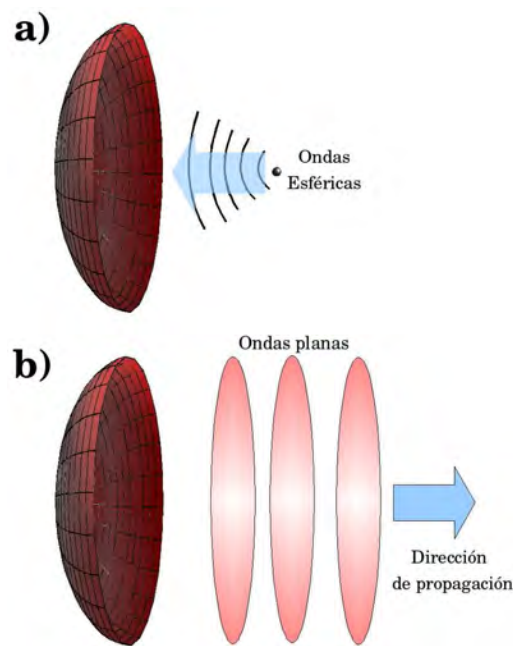 a)
Ondas
Esféricas
Ondas planas
b)
Dirección
de propagación